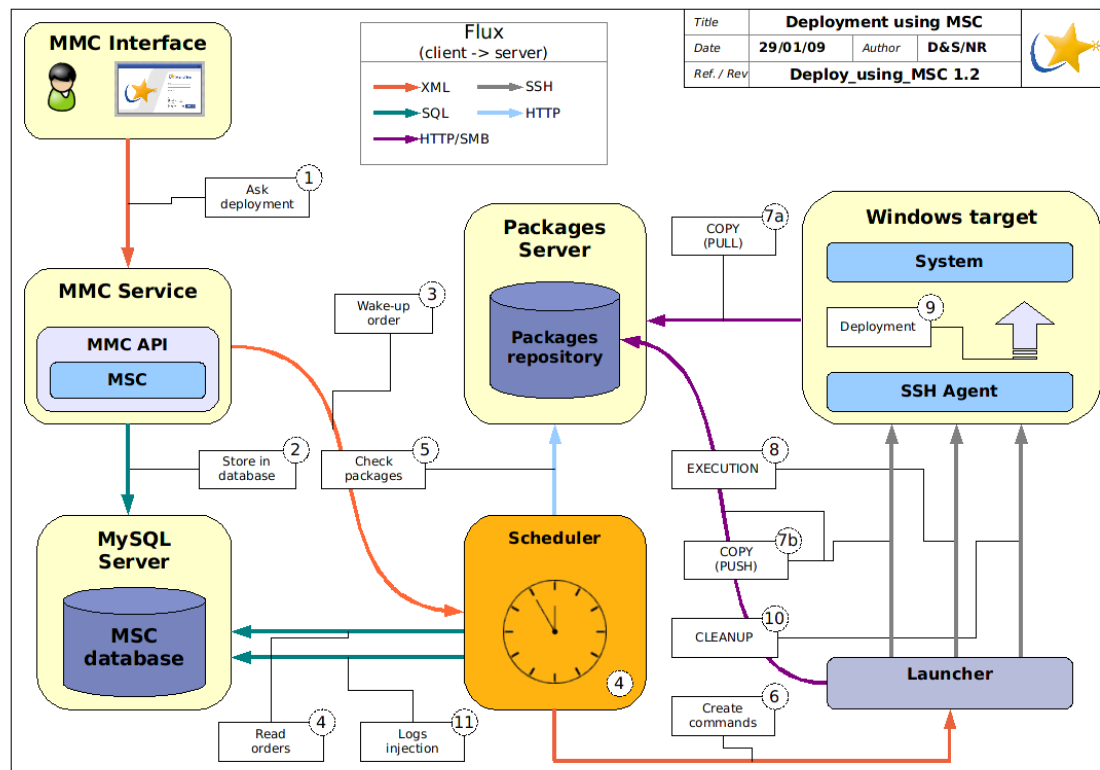 MMC Interface
Flux
(client -> server)
XML
SSH
SQL
HTTP
HTTP/SMB
Title
Deployment using MSC
Date
29/01/09
Author
D&S/NR
Ref. / Rev
Deploy_using_MSC 1.2
1
Ask
deployment
MMC Service
MMC API
MSC
3
Wake-up
order
Packages
Server
Packages
repository
7a
COPY
(PULL)
Windows target
System
9
Deployment
SSH Agent
2
Store in
database
5
Check
packages
8
EXECUTION
MySQL
Server
MSC
database
Scheduler
4
7b
COPY
(PUSH)
10
CLEANUP
Launcher
4
Read
orders
11
Logs
injection
6
Create
commands